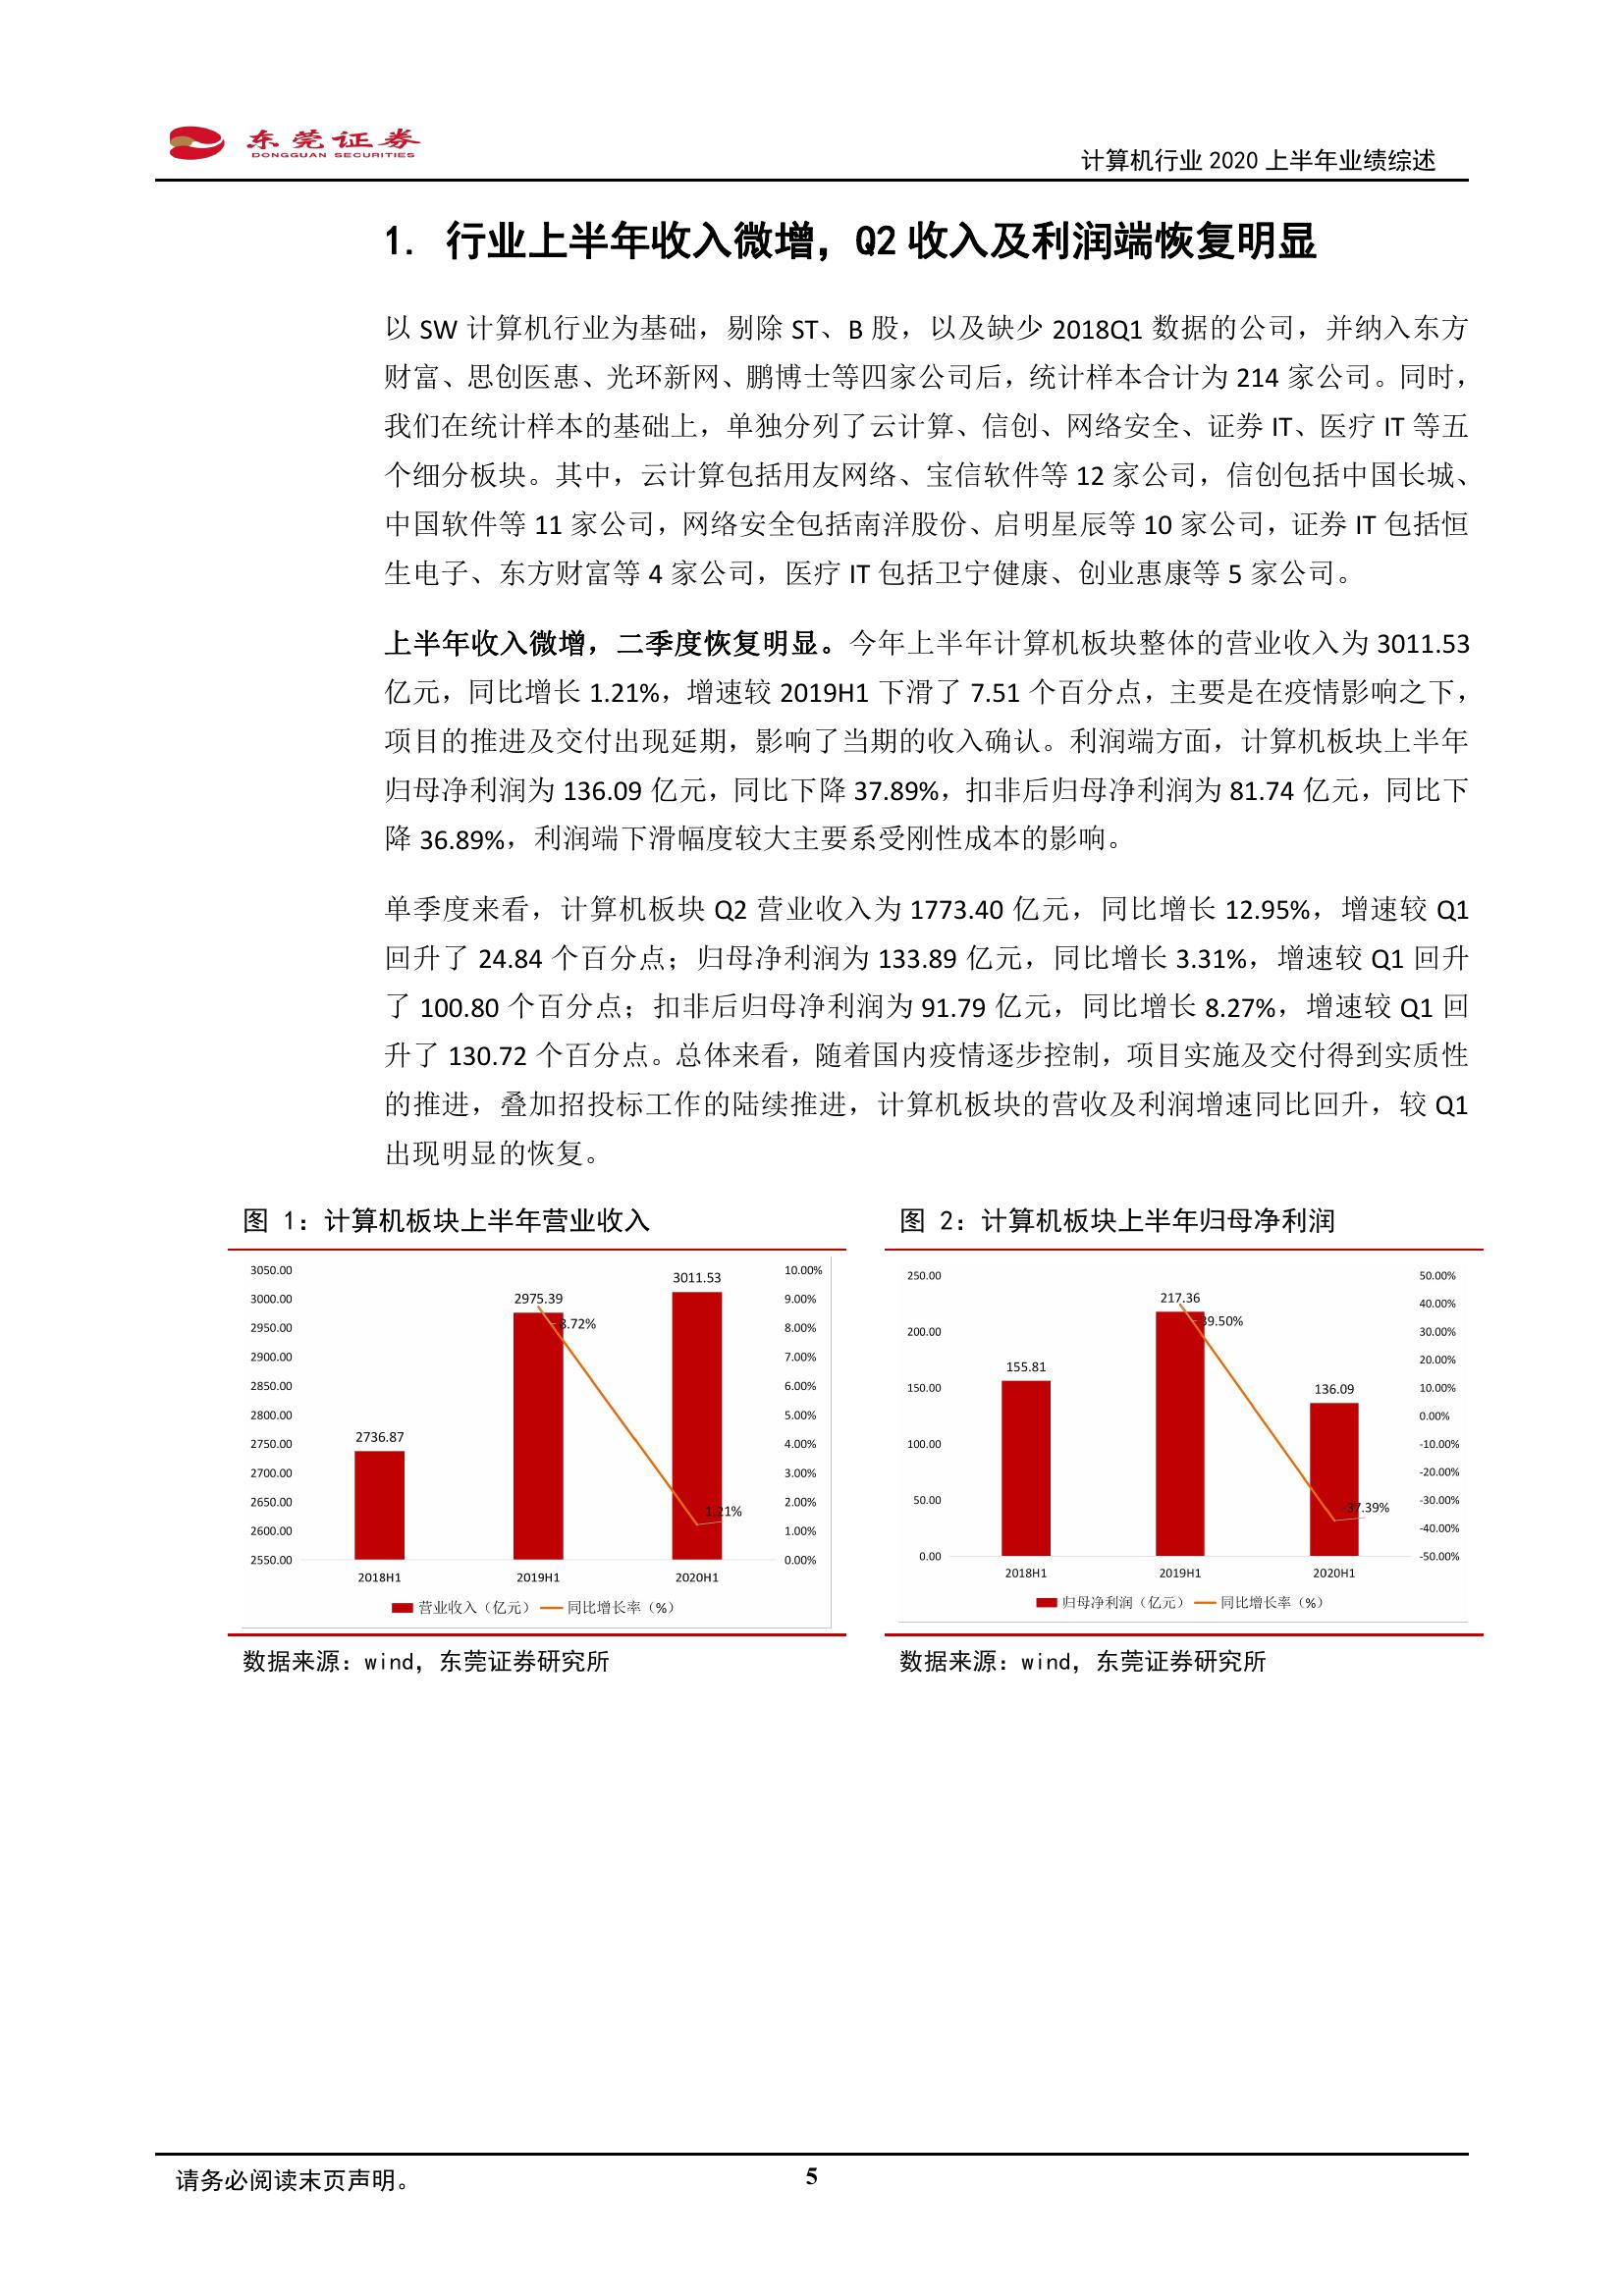 东莞证券
DONGGUAN SECURITIES
计算机行业 2020 上半年业绩综述
1. 行业上半年收入微增，Q2 收入及利润端恢复明显
以 SW 计算机行业为基础，剔除 ST、B 股，以及缺少 2018Q1 数据的公司，并纳入东方
财富、思创医惠、光环新网、鹏博士等四家公司后，统计样本合计为 214 家公司。同时，
我们在统计样本的基础上，单独分列了云计算、信创、网络安全、证券 IT、医疗 IT 等五
个细分板块。其中，云计算包括用友网络、宝信软件等 12 家公司，信创包括中国长城、
中国软件等 11 家公司，网络安全包括南洋股份、启明星辰等 10 家公司，证券 IT 包括恒
生电子、东方财富等 4 家公司，医疗 IT 包括卫宁健康、创业惠康等 5 家公司。
上半年收入微增，二季度恢复明显。今年上半年计算机板块整体的营业收入为 3011.53
亿元，同比增长 1.21%，增速较 2019H1 下滑了 7.51 个百分点，主要是在疫情影响之下，
项目的推进及交付出现延期，影响了当期的收入确认。利润端方面，计算机板块上半年
归母净利润为 136.09 亿元，同比下降 37.89%，扣非后归母净利润为 81.74 亿元，同比下
降 36.89%，利润端下滑幅度较大主要系受刚性成本的影响。
单季度来看，计算机板块 Q2 营业收入为 1773.40 亿元，同比增长 12.95%，增速较 Q1
回升了 24.84 个百分点；归母净利润为 133.89 亿元，同比增长 3.31%，增速较 Q1 回升
了 100.80 个百分点；扣非后归母净利润为 91.79 亿元，同比增长 8.27%，增速较 Q1 回
升了 130.72 个百分点。总体来看，随着国内疫情逐步控制，项目实施及交付得到实质性
的推进，叠加招投标工作的陆续推进，计算机板块的营收及利润增速同比回升，较 Q1
出现明显的恢复。
图 1：计算机板块上半年营业收入
3050.00
3000.00
2950.00
2900.00
2850.00
2800.00
2750.00
2700.00
2650.00
2600.00
2550.00
2736.87
2975.39
3011.53
8.72%
1.21%
10.00%
9.00%
8.00%
7.00%
6.00%
5.00%
4.00%
3.00%
2.00%
1.00%
0.00%
2018H1
2019H1
2020H1
营业收入（亿元） 同比增长率（%）
数据来源：wind，东莞证券研究所
图 2：计算机板块上半年归母净利润
250.00
200.00
150.00
100.00
50.00
0.00
155.81
217.36
136.09
39.50%
-37.39%
50.00%
40.00%
30.00%
20.00%
10.00%
0.00%
-10.00%
-20.00%
-30.00%
-40.00%
-50.00%
2018H1
2019H1
2020H1
归母净利润（亿元） 同比增长率（%）
数据来源：wind，东莞证券研究所
请务必阅读末页声明。
5